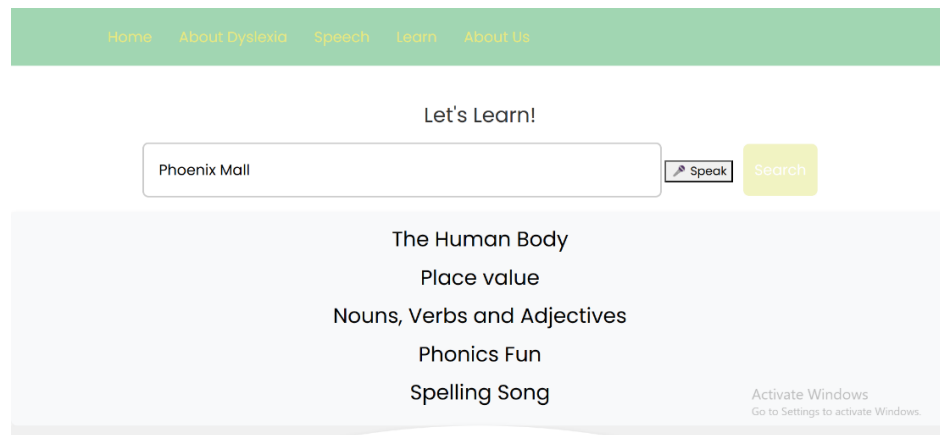 Home About Dyslexia Speech Learn About Us
Let's Learn!
Phoenix Mall Speak Search
The Human Body
Place value
Nouns, Verbs and Adjectives
Phonics Fun
Spelling Song
Activate Windows
Go to Settings to activate Windows.